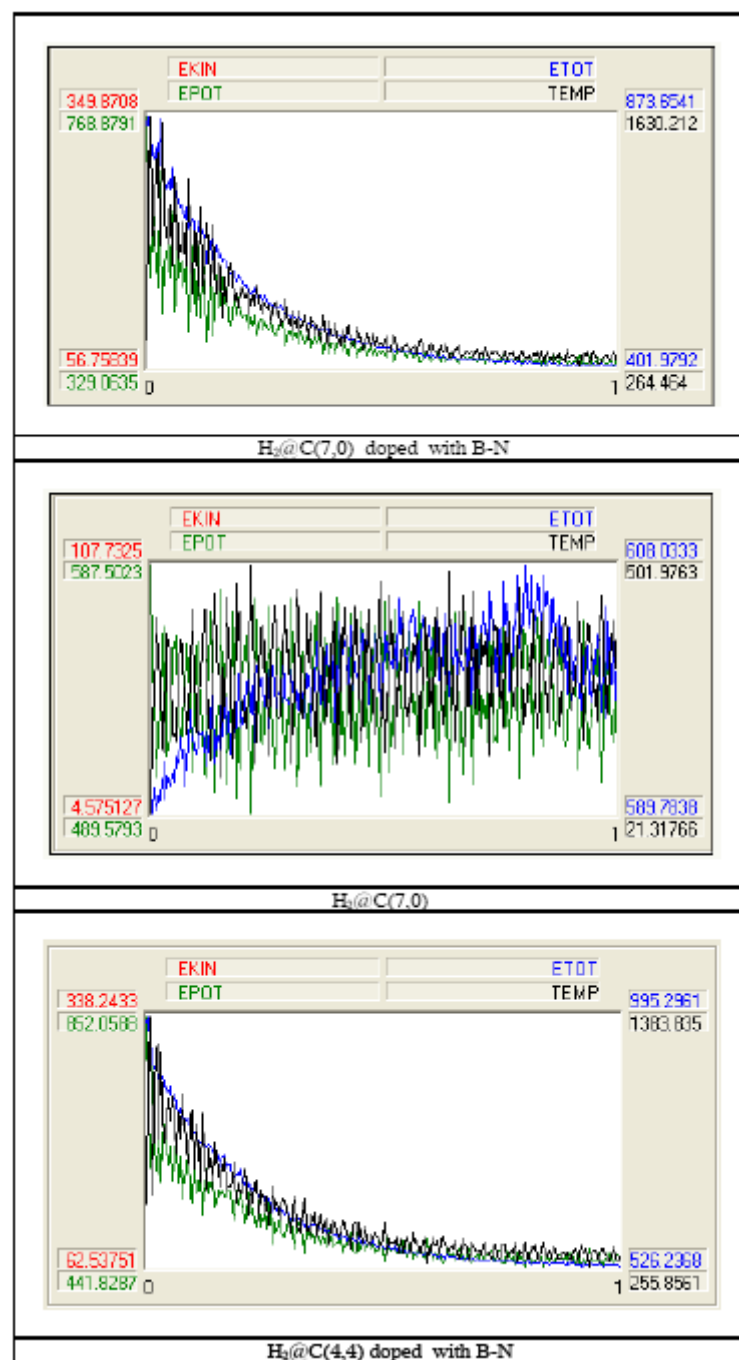 EKIN ETOT
EPOT TEMP
349.8708 873.6541
768.8791 1630.212
56.75839 401.9792
329.0635 0 1 264.464
H₂@C(7,0) doped with B-N
EKIN ETOT
EPOT TEMP
107.7325 608.0333
587.5023 501.9763
4.575127 589.7838
489.5793 0 1 21.31766
H₂@C(7,0)
EKIN ETOT
EPOT TEMP
338.2433 995.2961
852.0588 1383.835
62.53751 526.2368
441.8287 0 1 255.8561
H₂@C(4,4) doped with B-N